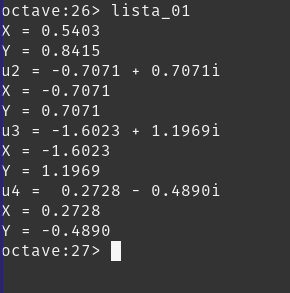 octave:26> lista_01
X = 0.5403
Y = 0.8415
u2 = -0.7071 + 0.7071i
X = -0.7071
Y = 0.7071
u3 = -1.6023 + 1.1969i
X = -1.6023
Y = 1.1969
u4 =  0.2728 - 0.4890i
X = 0.2728
Y = -0.4890
octave:27>